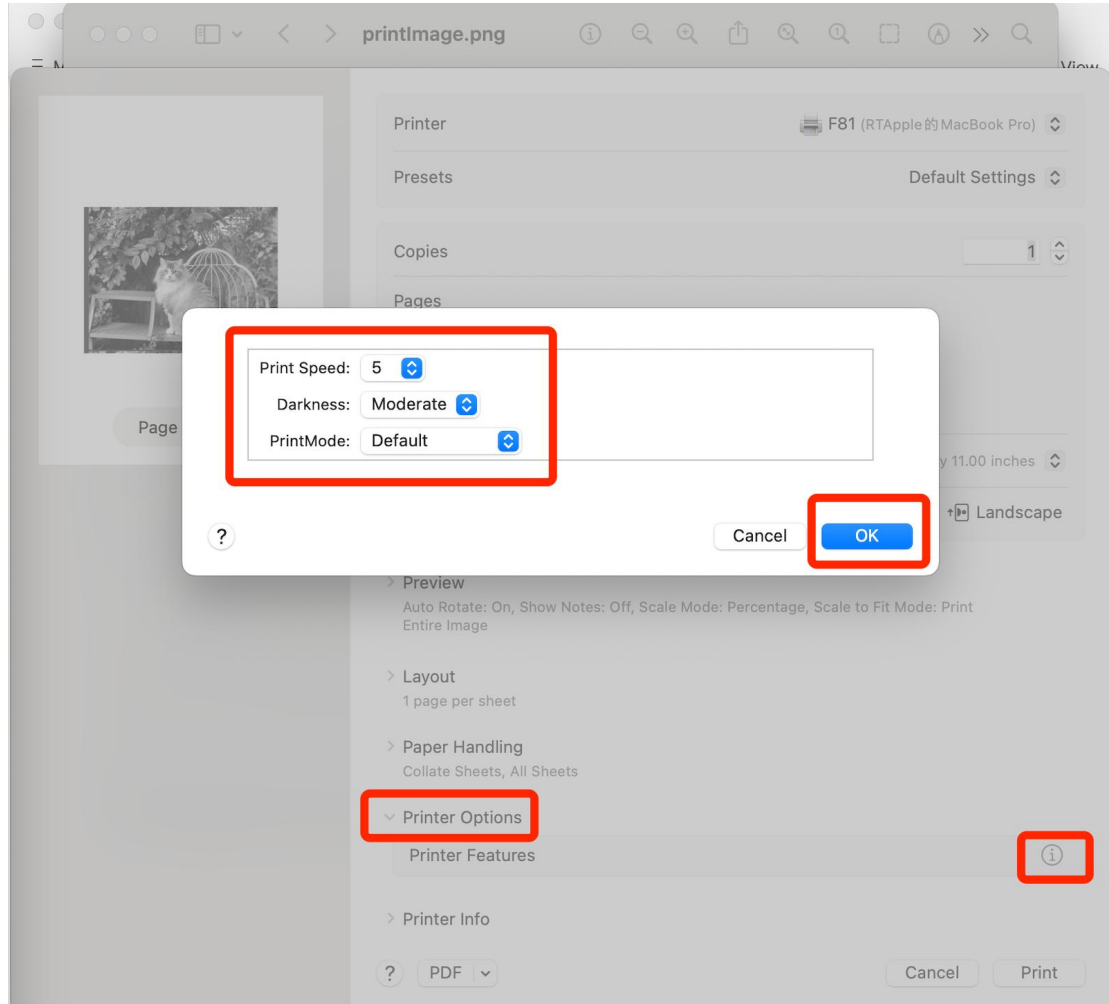 printImage.png
View
Printer F81 (RTApple的MacBook Pro)
Presets Default Settings
Copies 1
Pages
Print Speed: 5
Darkness: Moderate
PrintMode: Default
Page
y 11.00 inches
Landscape
? Cancel OK
Preview
Auto Rotate: On, Show Notes: Off, Scale Mode: Percentage, Scale to Fit Mode: Print
Entire Image
Layout
1 page per sheet
Paper Handling
Collate Sheets, All Sheets
Printer Options
Printer Features
Printer Info
? PDF Cancel Print